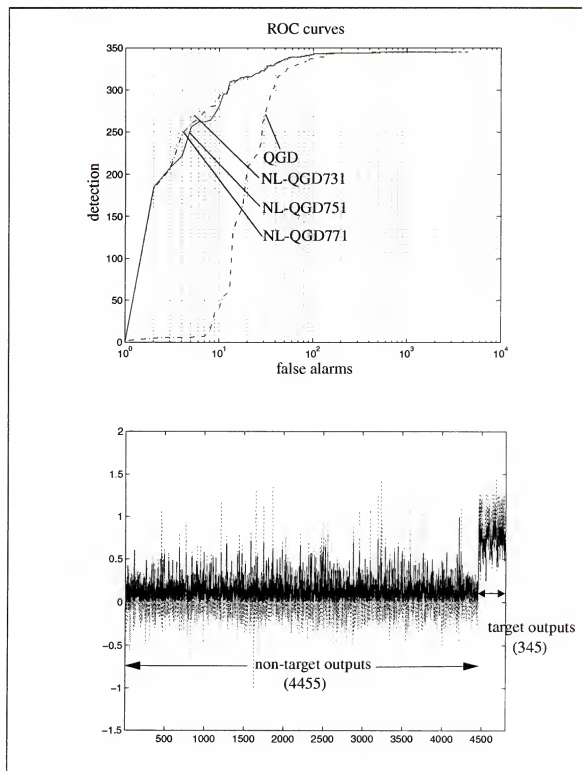 ROC curves
350
300
250
200
150
100
50
0
detection
QGD
NL-QGD731
NL-QGD751
NL-QGD771
10^0 10^1 10^2 10^3 10^4
false alarms
2
1.5
1
0.5
0
−0.5
−1
−1.5
target outputs
(345)
non-target outputs
(4455)
500 1000 1500 2000 2500 3000 3500 4000 4500